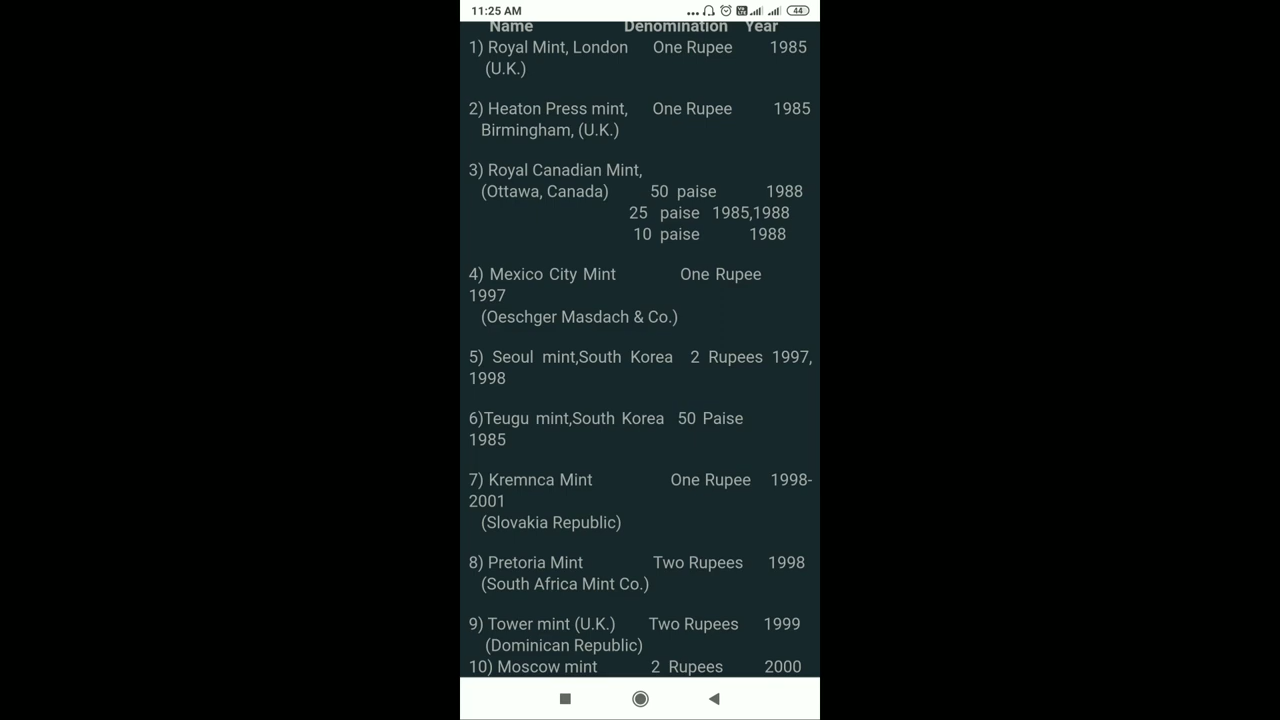 11:25 AM 44
Name Denomination Year
1) Royal Mint, London One Rupee 1985
(U.K.)
2) Heaton Press mint, One Rupee 1985
Birmingham, (U.K.)
3) Royal Canadian Mint,
(Ottawa, Canada) 50 paise 1988
25 paise 1985,1988
10 paise 1988
4) Mexico City Mint One Rupee
1997
(Oeschger Masdach & Co.)
5) Seoul mint,South Korea 2 Rupees 1997,
1998
6)Teugu mint,South Korea 50 Paise
1985
7) Kremnca Mint One Rupee 1998-
2001
(Slovakia Republic)
8) Pretoria Mint Two Rupees 1998
(South Africa Mint Co.)
9) Tower mint (U.K.) Two Rupees 1999
(Dominican Republic)
10) Moscow mint 2 Rupees 2000